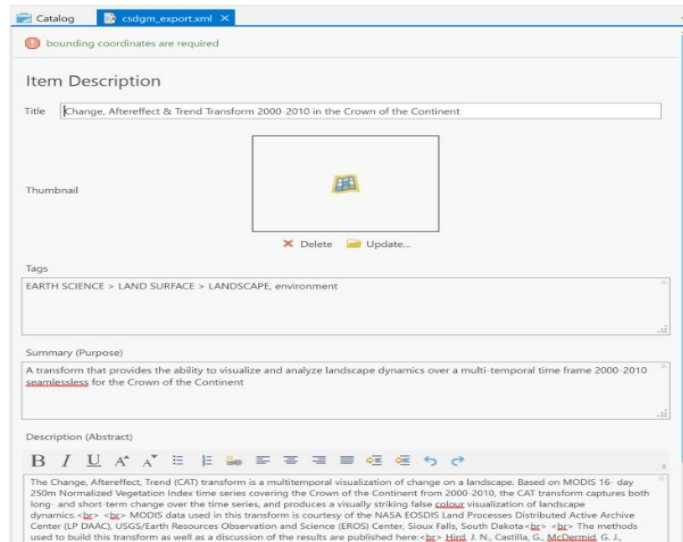 Catalog csdgm_export.xml ×
bounding coordinates are required
Item Description
Title Change, Aftereffect & Trend Transform 2000-2010 in the Crown of the Continent
Thumbnail
Delete Update...
Tags
EARTH SCIENCE > LAND SURFACE > LANDSCAPE, environment
Summary (Purpose)
A transform that provides the ability to visualize and analyze landscape dynamics over a multi-temporal time frame 2000-2010
seamlessless for the Crown of the Continent
Description (Abstract)
B I U A A
The Change, Aftereffect, Trend (CAT) transform is a multitemporal visualization of change on a landscape. Based on MODIS 16- day
250m Normalized Vegetation Index time series covering the Crown of the Continent from 2000-2010, the CAT transform captures both
long- and short-term change over the time series, and produces a visually striking false colour visualization of landscape
dynamics.<br> <br> MODIS data used in this transform is courtesy of the NASA EOSDIS Land Processes Distributed Active Archive
Center (LP DAAC), USGS/Earth Resources Observation and Science (EROS) Center, Sioux Falls, South Dakota<br> <br> The methods
used to build this transform as well as a discussion of the results are published here:<br> Hird, J. N., Castilla, G., McDermid, G. J.,